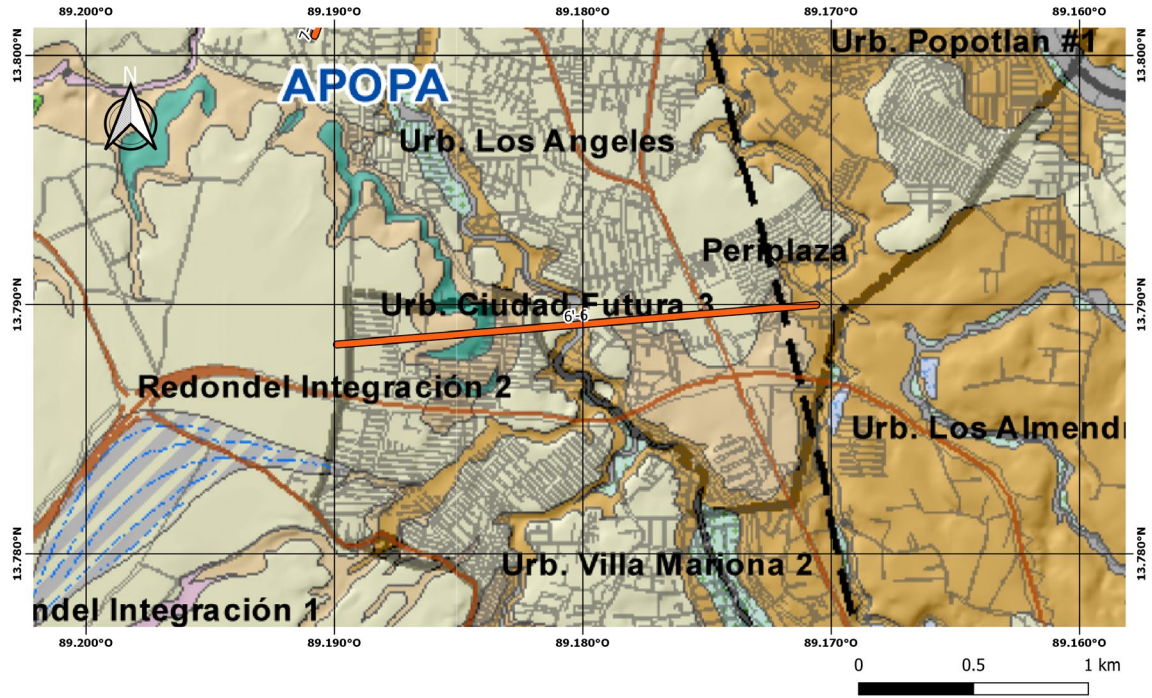 89.200°O 89.190°O 89.180°O 89.170°O 89.160°O
13.800°N
13.800°N
Urb. Popotlan #1
N
APOPA
Urb. Los Angeles
Periplaza
13.790°N
13.790°N
Urb. Ciudad Futura 3
6'-6
Redondel Integración 2
Urb. Los Almend
13.780°N
13.780°N
Urb. Villa Mariona 2
ndel Integración 1
89.200°O 89.190°O 89.180°O 89.170°O 89.160°O
0 0.5 1 km